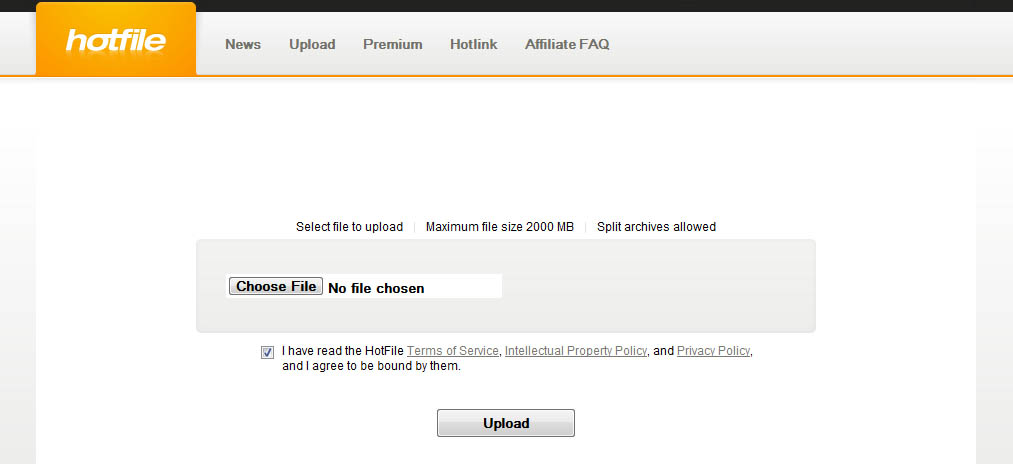 hotfile
News Upload Premium Hotlink Affiliate FAQ
Select file to upload Maximum file size 2000 MB Split archives allowed
Choose File No file chosen
I have read the HotFile Terms of Service, Intellectual Property Policy, and Privacy Policy,
and I agree to be bound by them.
Upload